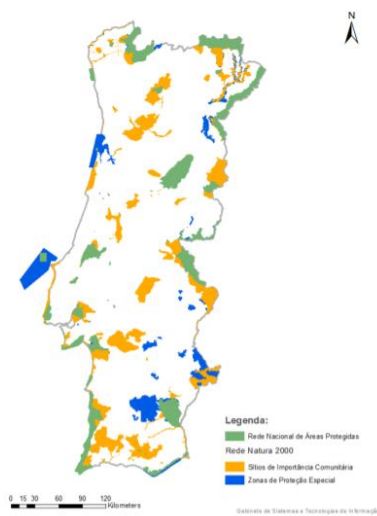 N
Legenda:
Rede Nacional de Áreas Protegidas
Rede Natura 2000
Sítios de Importância Comunitária
Zonas de Proteção Especial
0 15 30 60 90 120
Kilometers
Gabinete de Sistemas e Tecnologias de Informaçã